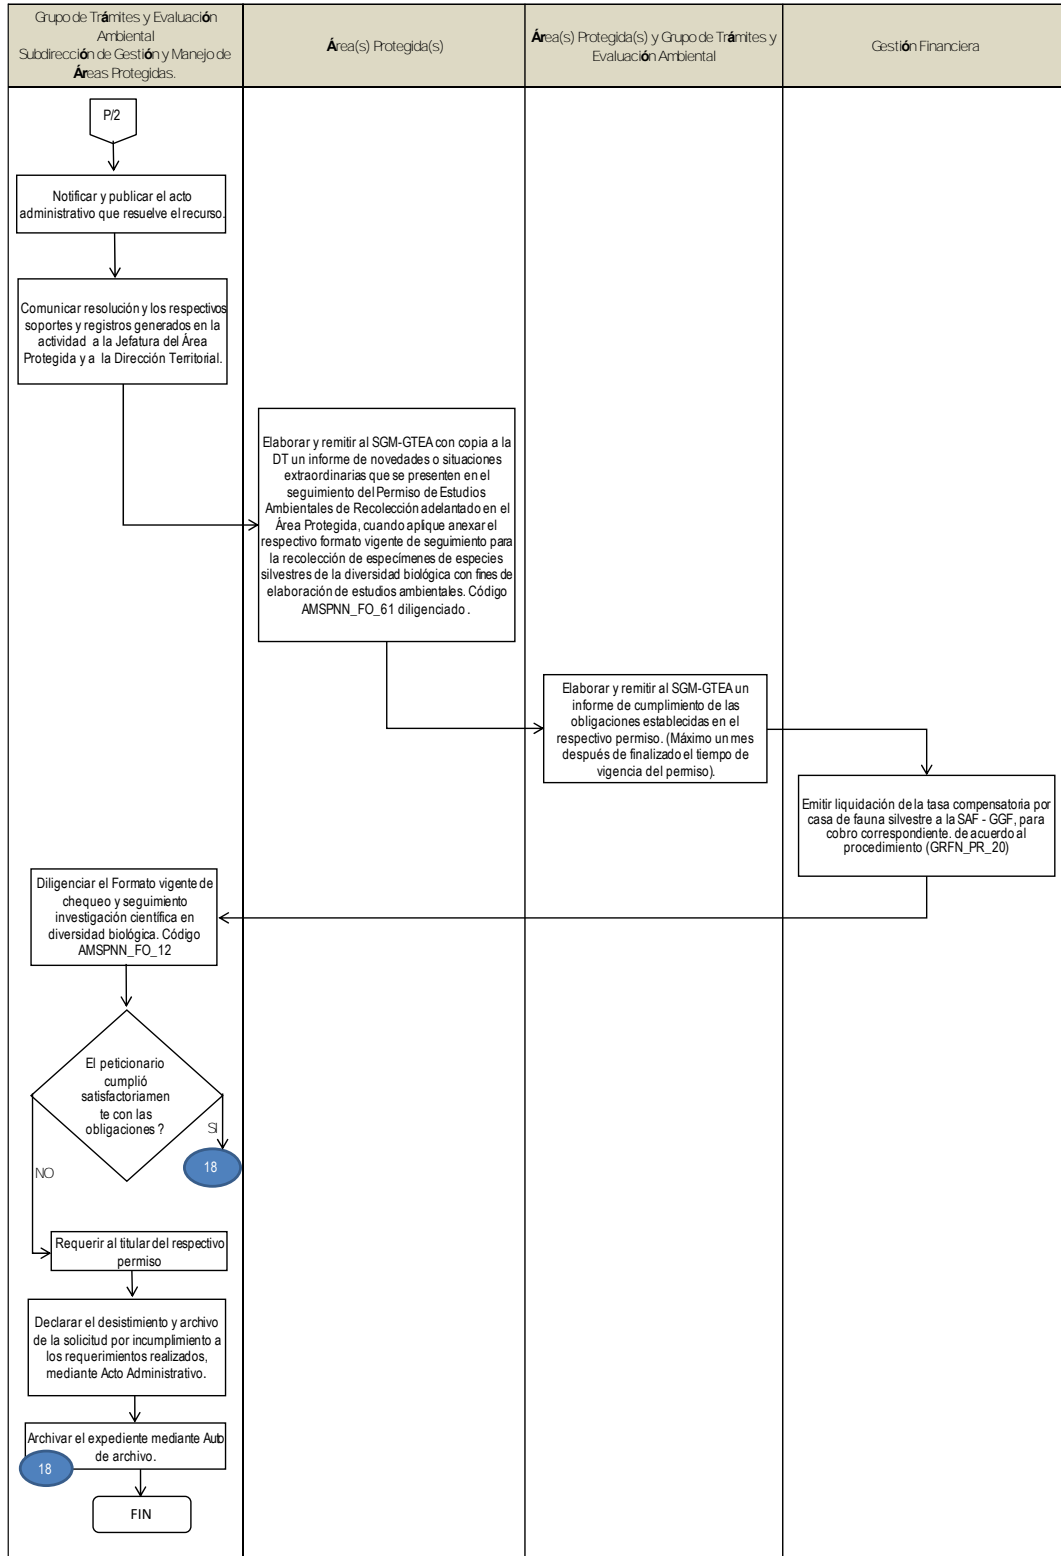 Grupo de Trámites y Evaluación
Ambiental
Subdirección de Gestión y Manejo de
Áreas Protegidas.
Área(s) Protegida(s)
Área(s) Protegida(s) y Grupo de Trámites y
Evaluación Ambiental
Gestión Financiera
P/2
Notificar y publicar el acto
administrativo que resuelve el recurso.
Comunicar resolución y los respectivos
soportes y registros generados en la
actividad a la Jefatura del Área
Protegida y a la Dirección Territorial.
Elaborar y remitir al SGM-GTEA con copia a la
DT un informe de novedades o situaciones
extraordinarias que se presenten en el
seguimiento del Permiso de Estudios
Ambientales de Recolección adelantado en el
Área Protegida, cuando aplique anexar el
respectivo formato vigente de seguimiento para
la recolección de especímenes de especies
silvestres de la diversidad biológica con fines de
elaboración de estudios ambientales. Código
AMSPNN_FO_61 diligenciado .
Elaborar y remitir al SGM-GTEA un
informe de cumplimiento de las
obligaciones establecidas en el
respectivo permiso. (Máximo un mes
después de finalizado el tiempo de
vigencia del permiso).
Emitir liquidación de la tasa compensatoria por
casa de fauna silvestre a la SAF - GGF, para
cobro correspondiente. de acuerdo al
procedimiento (GRFN_PR_20)
Diligenciar el Formato vigente de
chequeo y seguimiento
investigación científica en
diversidad biológica. Código
AMSPNN_FO_12
El peticionario
cumplió
satisfactoriamen
te con las
obligaciones ?
SI
18
NO
Requerir al titular del respectivo
permiso
Declarar el desistimiento y archivo
de la solicitud por incumplimiento a
los requerimientos realizados,
mediante Acto Administrativo.
Archivar el expediente mediante Auto
de archivo.
18
FIN